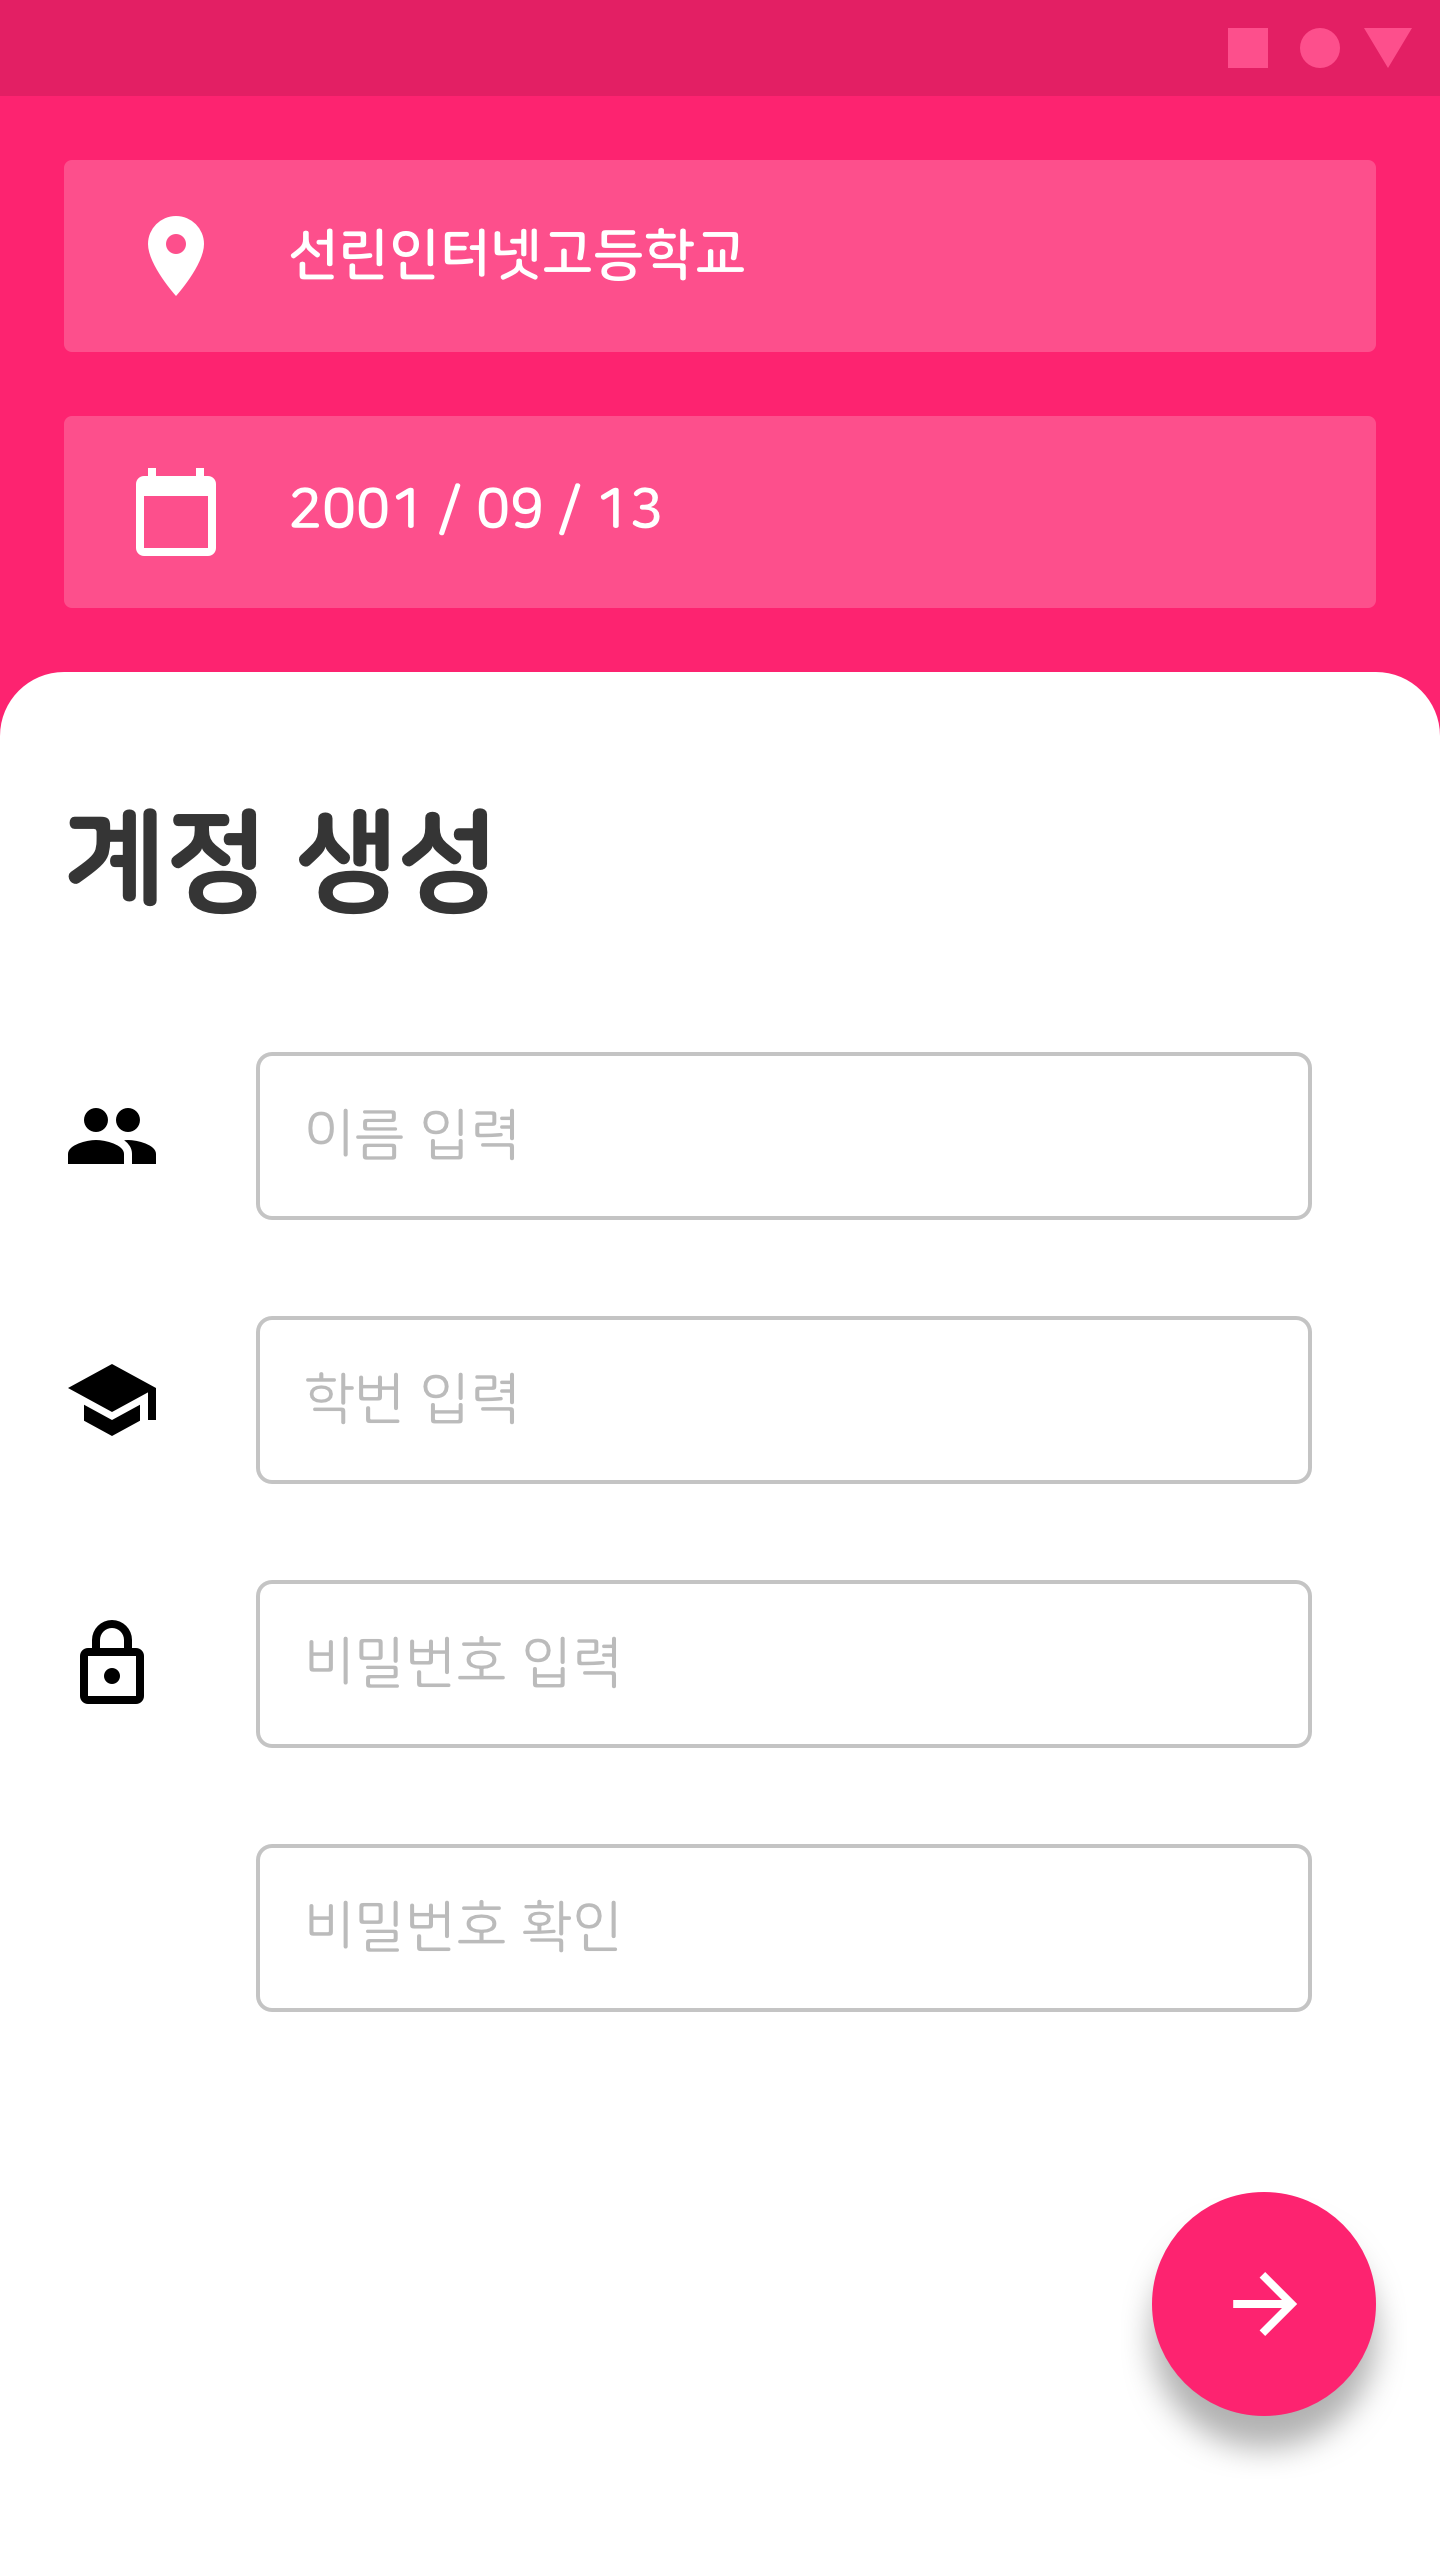 선린인터넷고등학교
2001 / 09 / 13
계정 생성
이름 입력
학번 입력
비밀번호 입력
비밀번호 확인